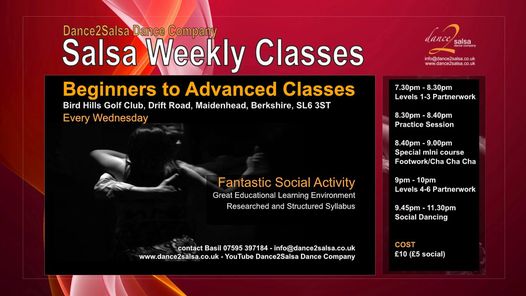 Dance2Salsa Dance Company
Salsa Weekly Classes
dance2salsa
dance company
info@dance2salsa.co.uk
www.dance2salsa.co.uk
Beginners to Advanced Classes
Bird Hills Golf Club, Drift Road, Maidenhead, Berkshire, SL6 3ST
Every Wednesday
Fantastic Social Activity
Great Educational Learning Environment
Researched and Structured Syllabus
contact Basil 07595 397184 - info@dance2salsa.co.uk
www.dance2salsa.co.uk - YouTube Dance2Salsa Dance Company
7.30pm - 8.30pm
Levels 1-3 Partnerwork
8.30pm - 8.40pm
Practice Session
8.40pm - 9.00pm
Special mini course
Footwork/Cha Cha Cha
9pm - 10pm
Levels 4-6 Partnerwork
9.45pm - 11.30pm
Social Dancing
COST
£10 (£5 social)